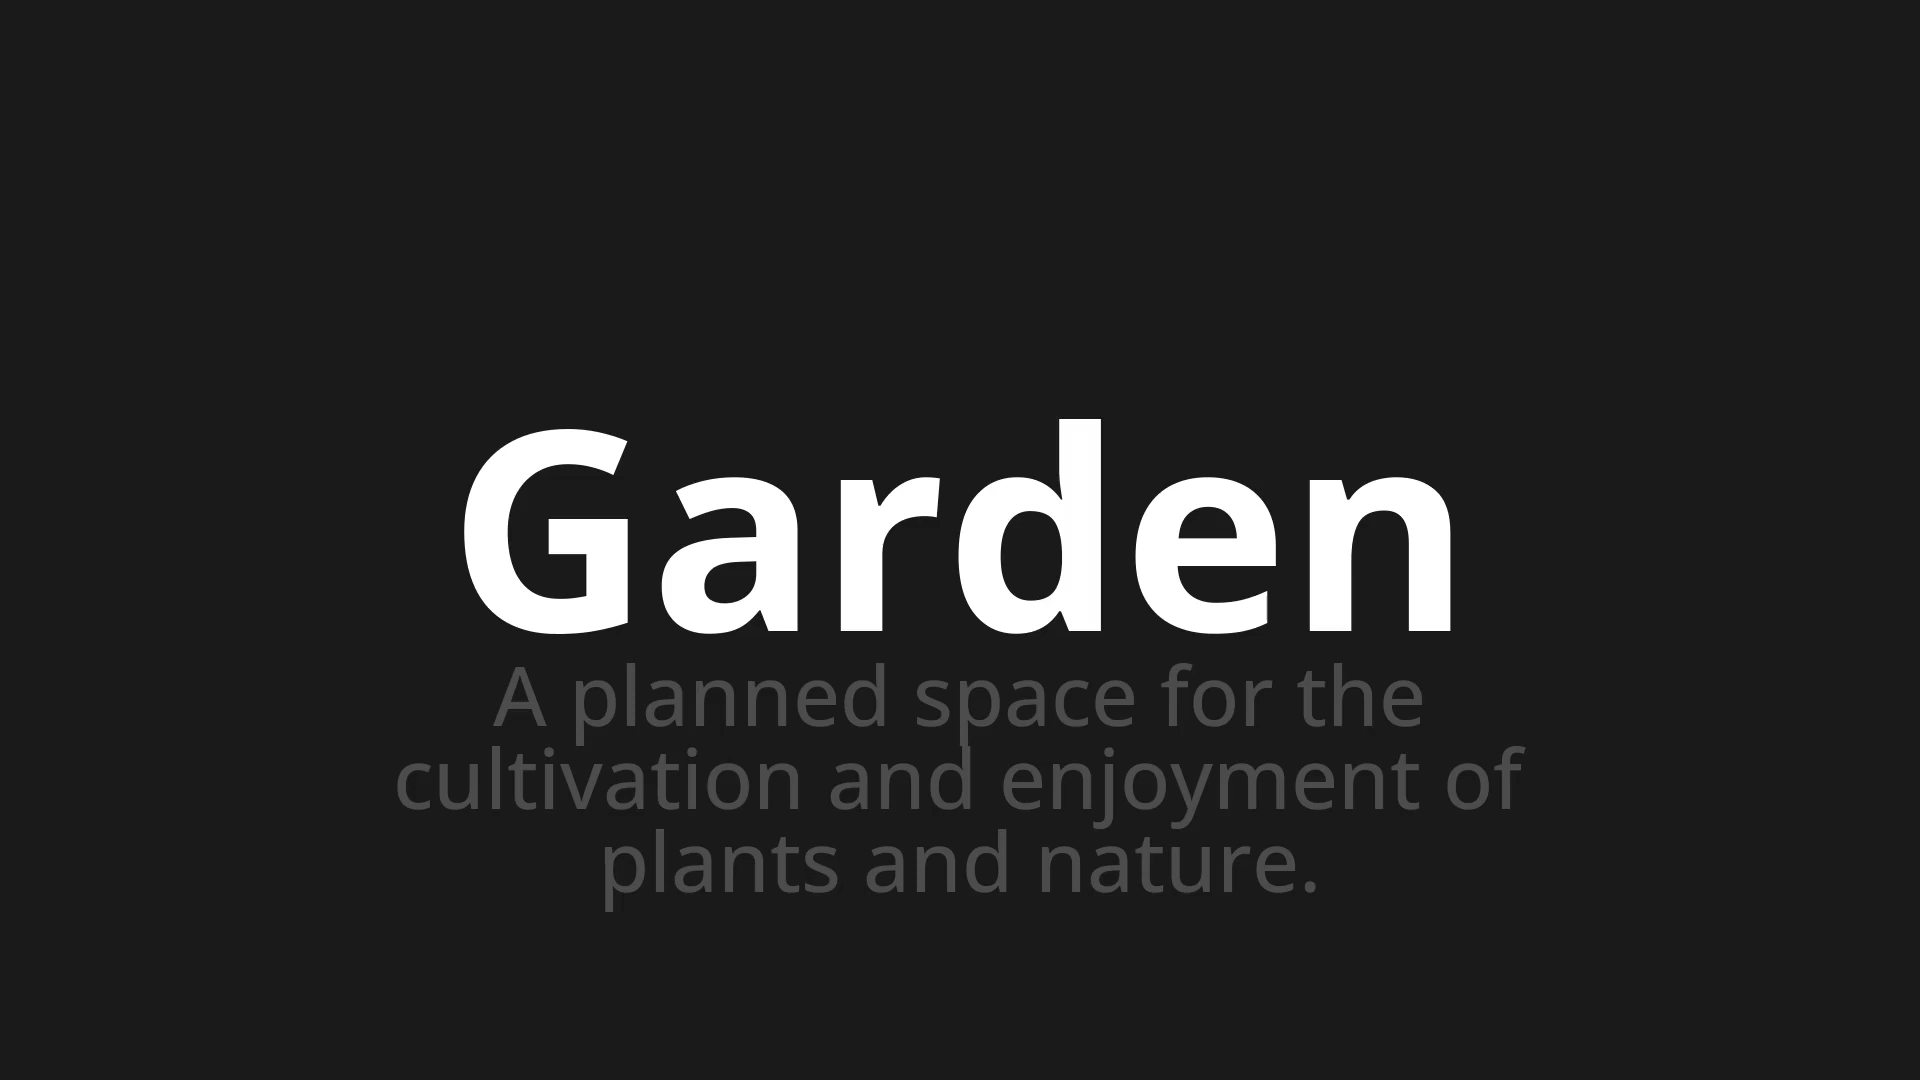 Garden
A planned space for the
cultivation and enjoyment of
plants and nature.